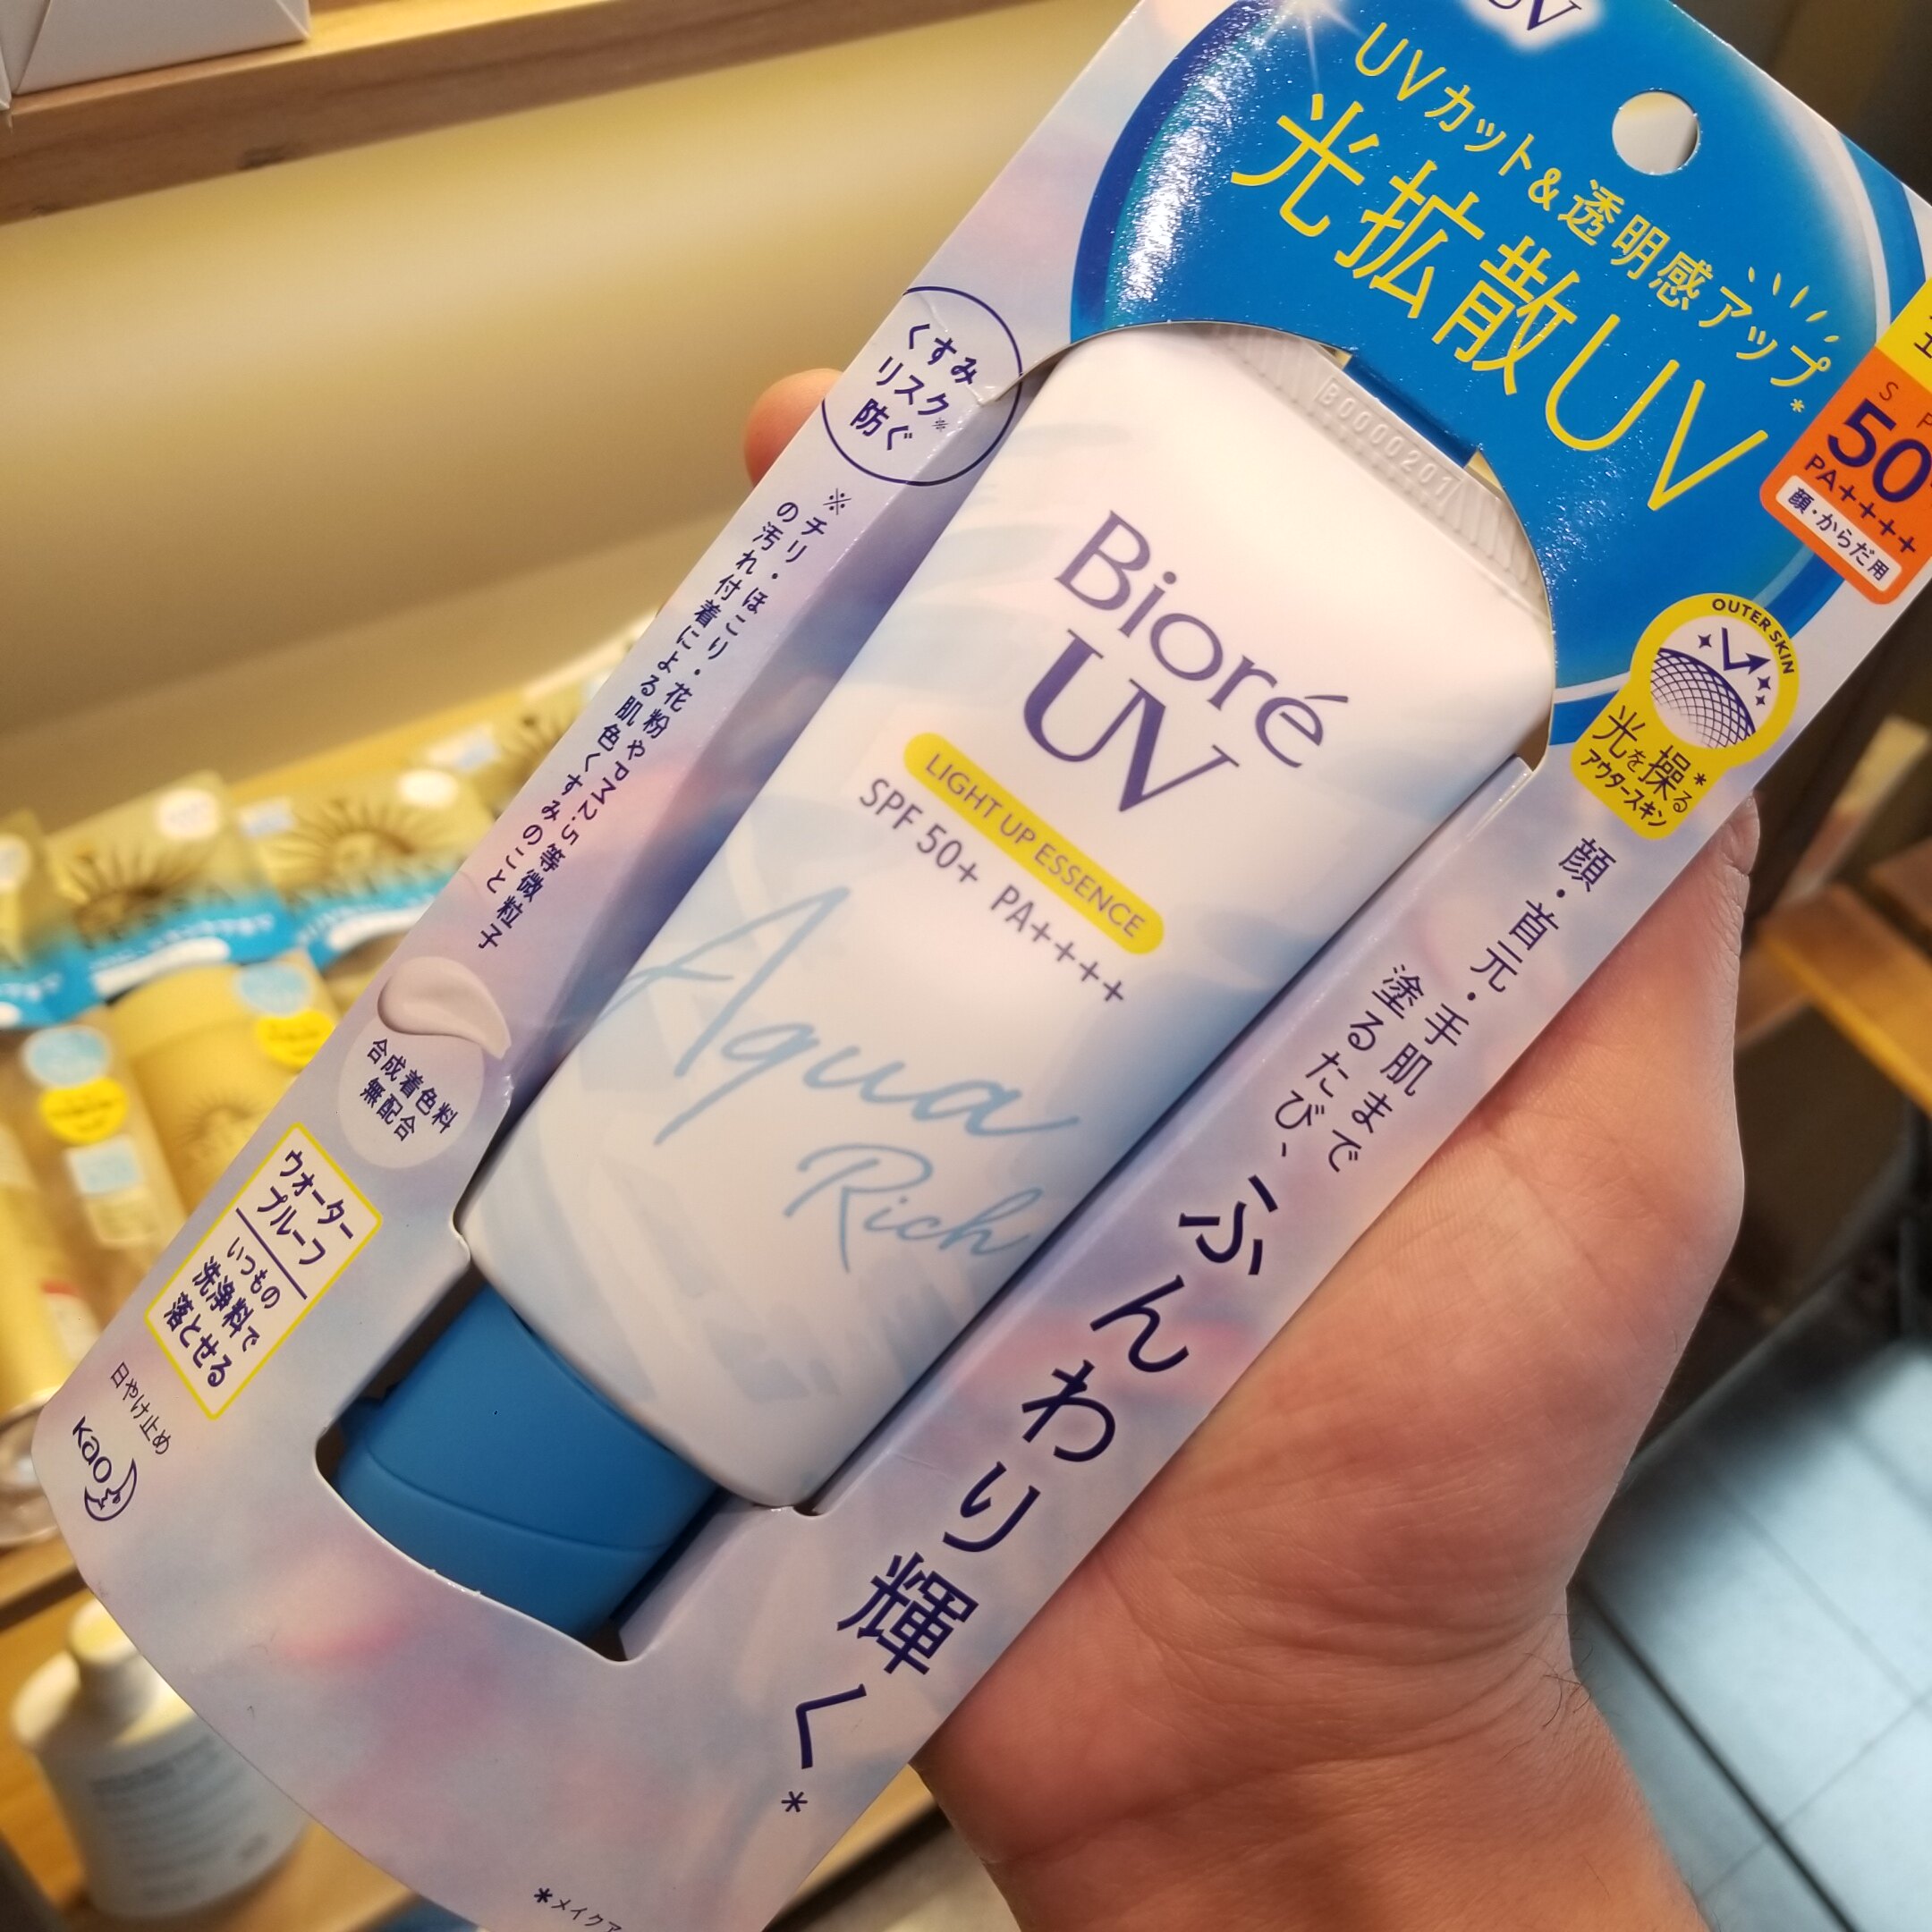 UV
UVカット&透明感アップ*
光拡散UV
SPF
50+
PA++++
顔・からだ用
OUTER SKIN
光を操る*
アウタースキン
くすみ
リスク※
防ぐ
※チリ・ほこり・花粉やPM2.5等微粒子
の汚れ付着による肌色くすみのこと
B0000201
Bioré
UV
LIGHT UP ESSENCE
SPF 50+ PA++++
Aqua
Rich
顔・首元・手肌まで
塗るたび、
ふんわり輝く*
合成着色料
無配合
ウォーター
プルーフ
いつもの
洗浄料で
落とせる
日やけ止め
kao
*メイクア